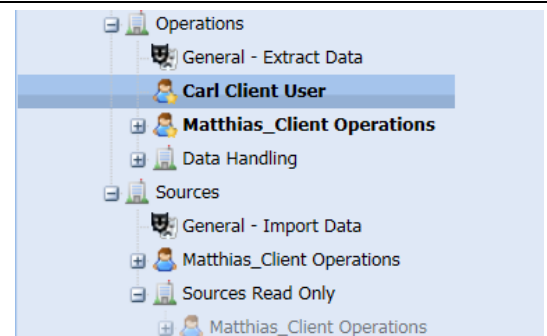 Operations
General - Extract Data
Carl Client User
Matthias_Client Operations
Data Handling
Sources
General - Import Data
Matthias_Client Operations
Sources Read Only
Matthias_Client Operations